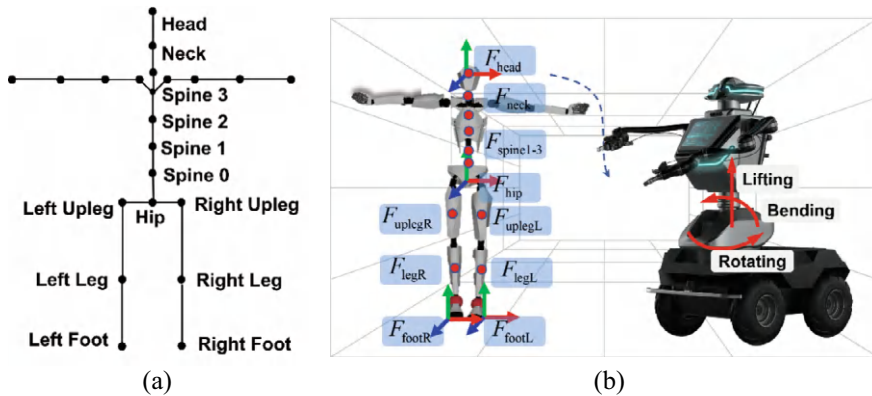 Head
Neck
Spine 3
Spine 2
Spine 1
Spine 0
Left Upleg
Hip
Right Upleg
Left Leg
Right Leg
Left Foot
Right Foot
(a)
F_head
F_neck
F_spine1-3
F_hip
F_uplegR
F_uplegL
F_legR
F_legL
F_footR
F_footL
Lifting
Bending
Rotating
(b)